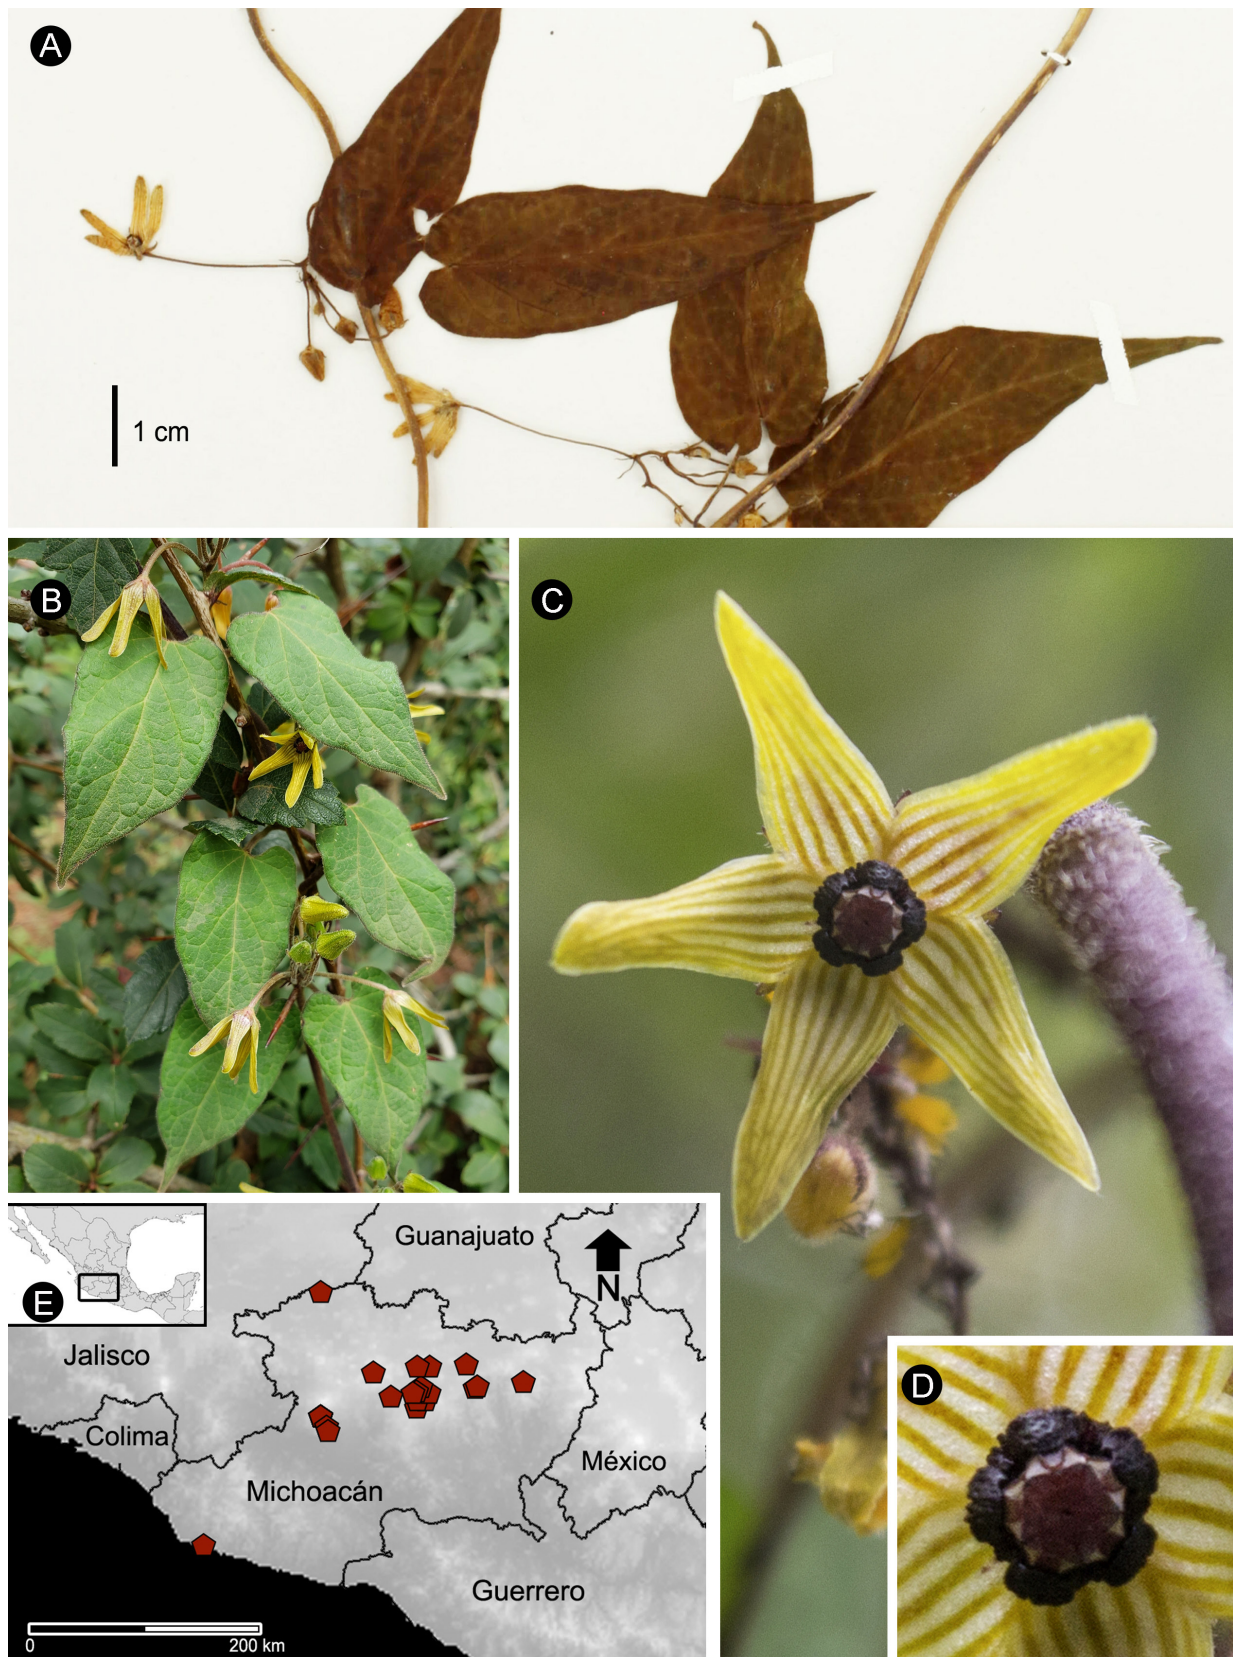 A
1 cm
B
C
E
Guanajuato
N
Jalisco
Colima
Michoacán
México
Guerrero
0 200 km
D